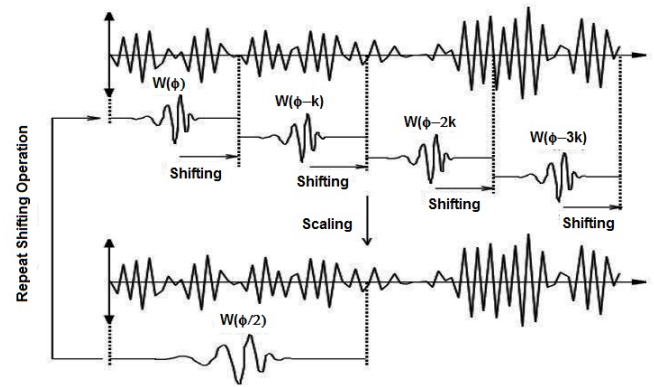 W(ϕ)
W(ϕ–k)
W(ϕ–2k
W(ϕ–3k)
Shifting
Shifting
Shifting
Shifting
Scaling
Repeat Shifting Operation
W(ϕ/2)